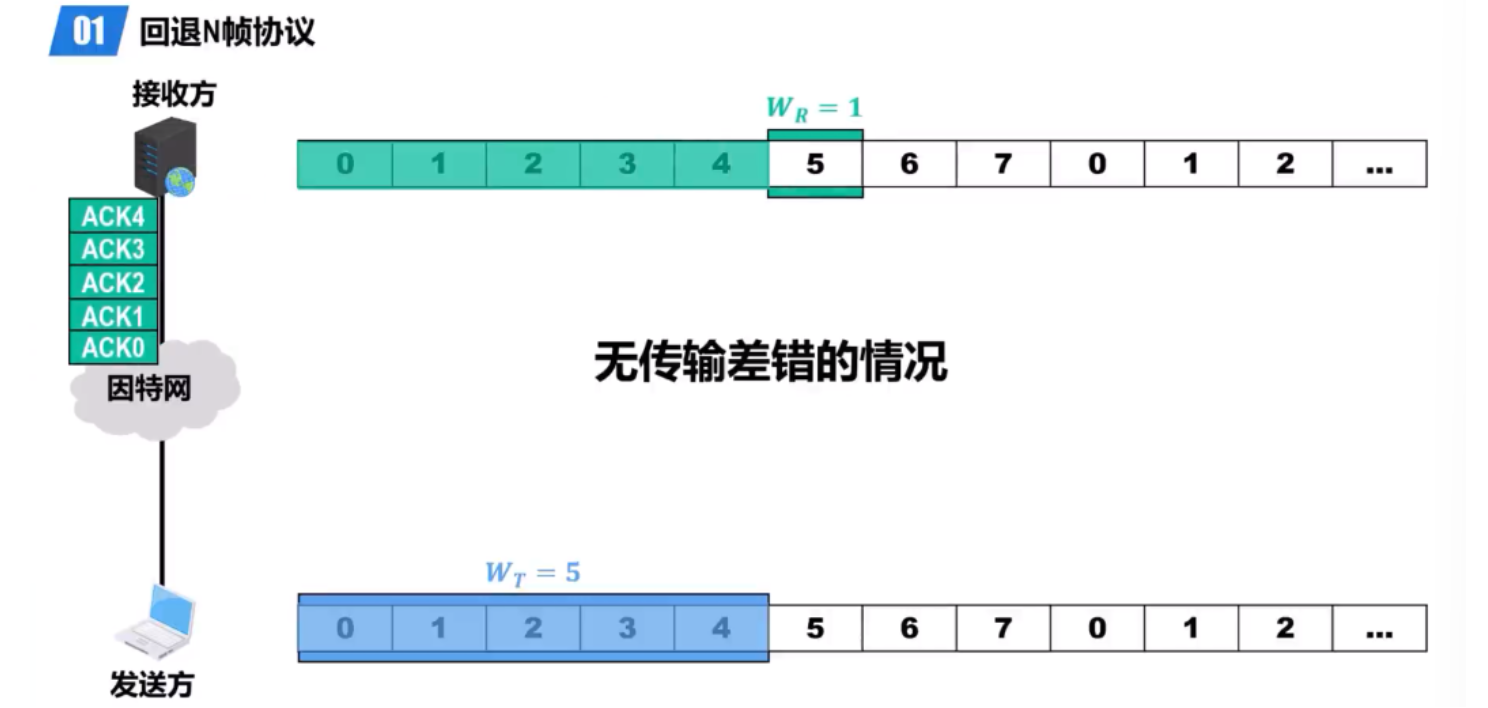 01 回退N帧协议
接收方
W_R = 1
0 1 2 3 4 5 6 7 0 1 2 ...
ACK4
ACK3
ACK2
ACK1
ACK0
因特网
无传输差错的情况
W_T = 5
0 1 2 3 4 5 6 7 0 1 2 ...
发送方